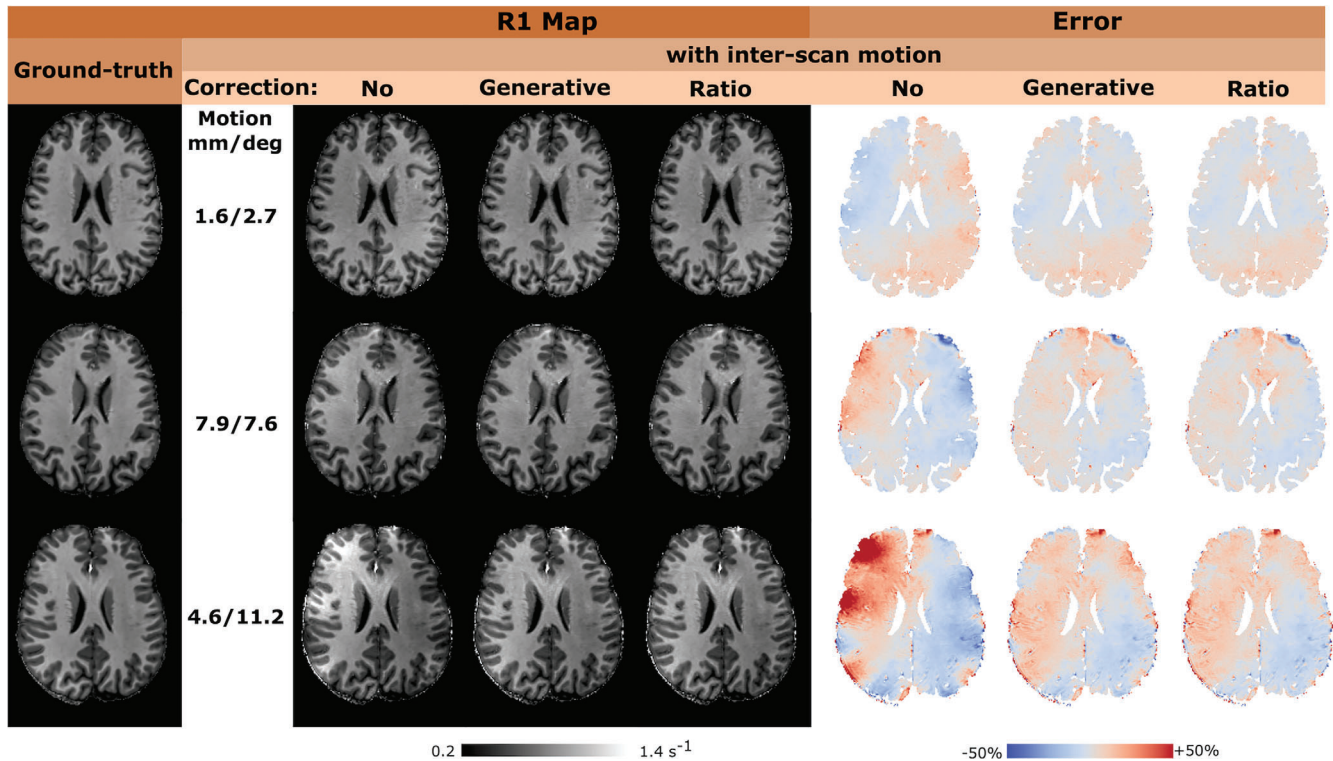 R1 Map Error
Ground-truth
with inter-scan motion
Correction: No Generative Ratio No Generative Ratio
Motion
mm/deg
1.6/2.7
7.9/7.6
4.6/11.2
0.2 1.4 s⁻¹ -50% +50%